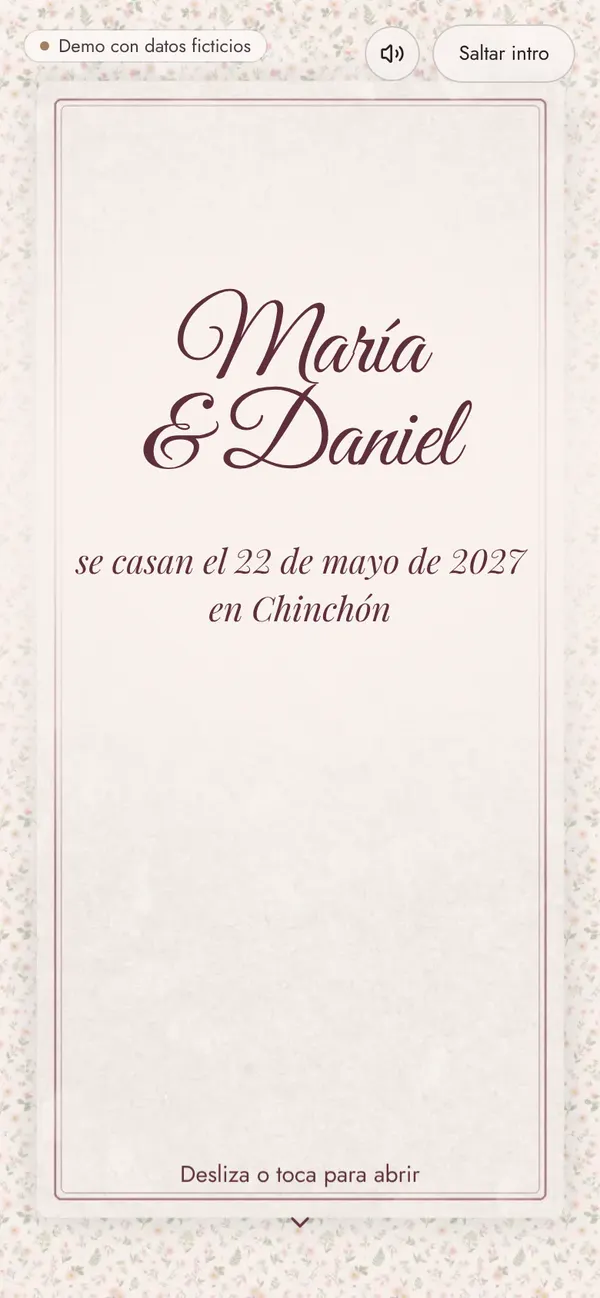 Demo con datos ficticios
Saltar intro
María
& Daniel
se casan el 22 de mayo de 2027
en Chinchón
Desliza o toca para abrir